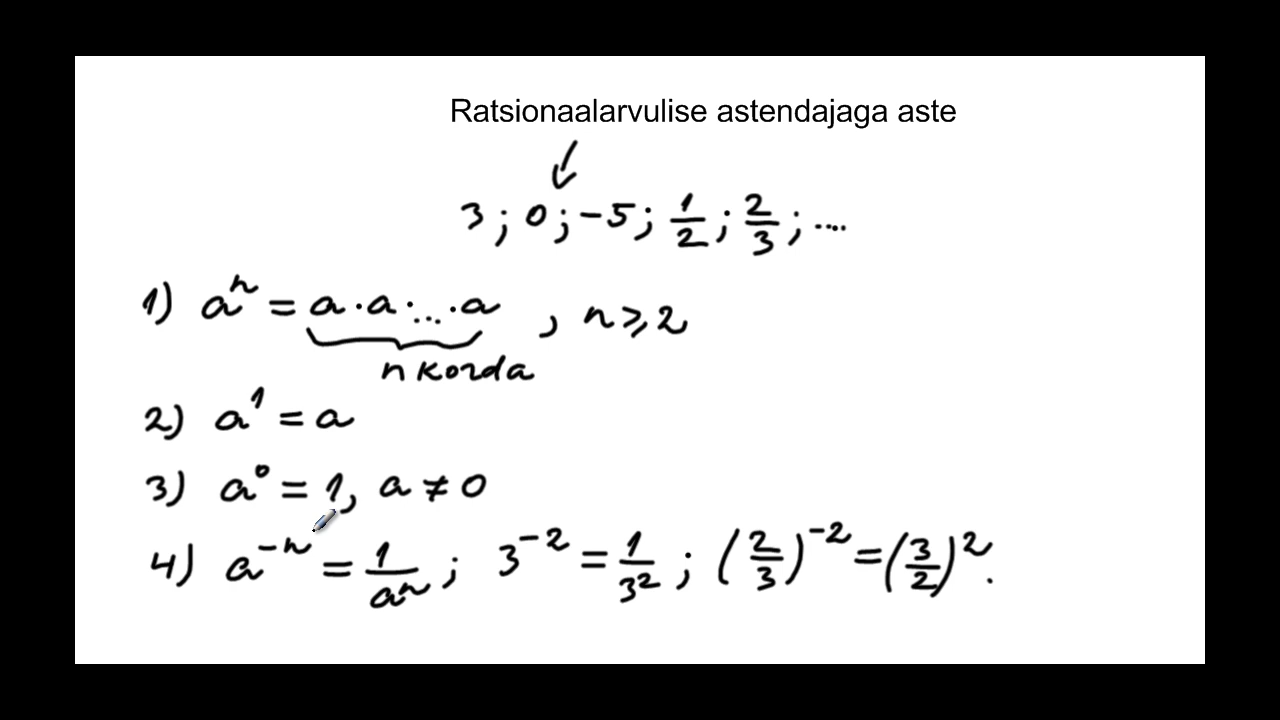 Ratsionaalarvulise astendajaga aste
3 ; 0 ; -5 ; 1/2 ; 2/3 ; ....
1) aⁿ = a · a · ... · a , n ⩾ 2
n korda
2) a¹ = a
3) a⁰ = 1, a ≠ 0
4) a⁻ⁿ = 1/aⁿ ; 3⁻² = 1/3² ; (2/3)⁻² = (3/2)².